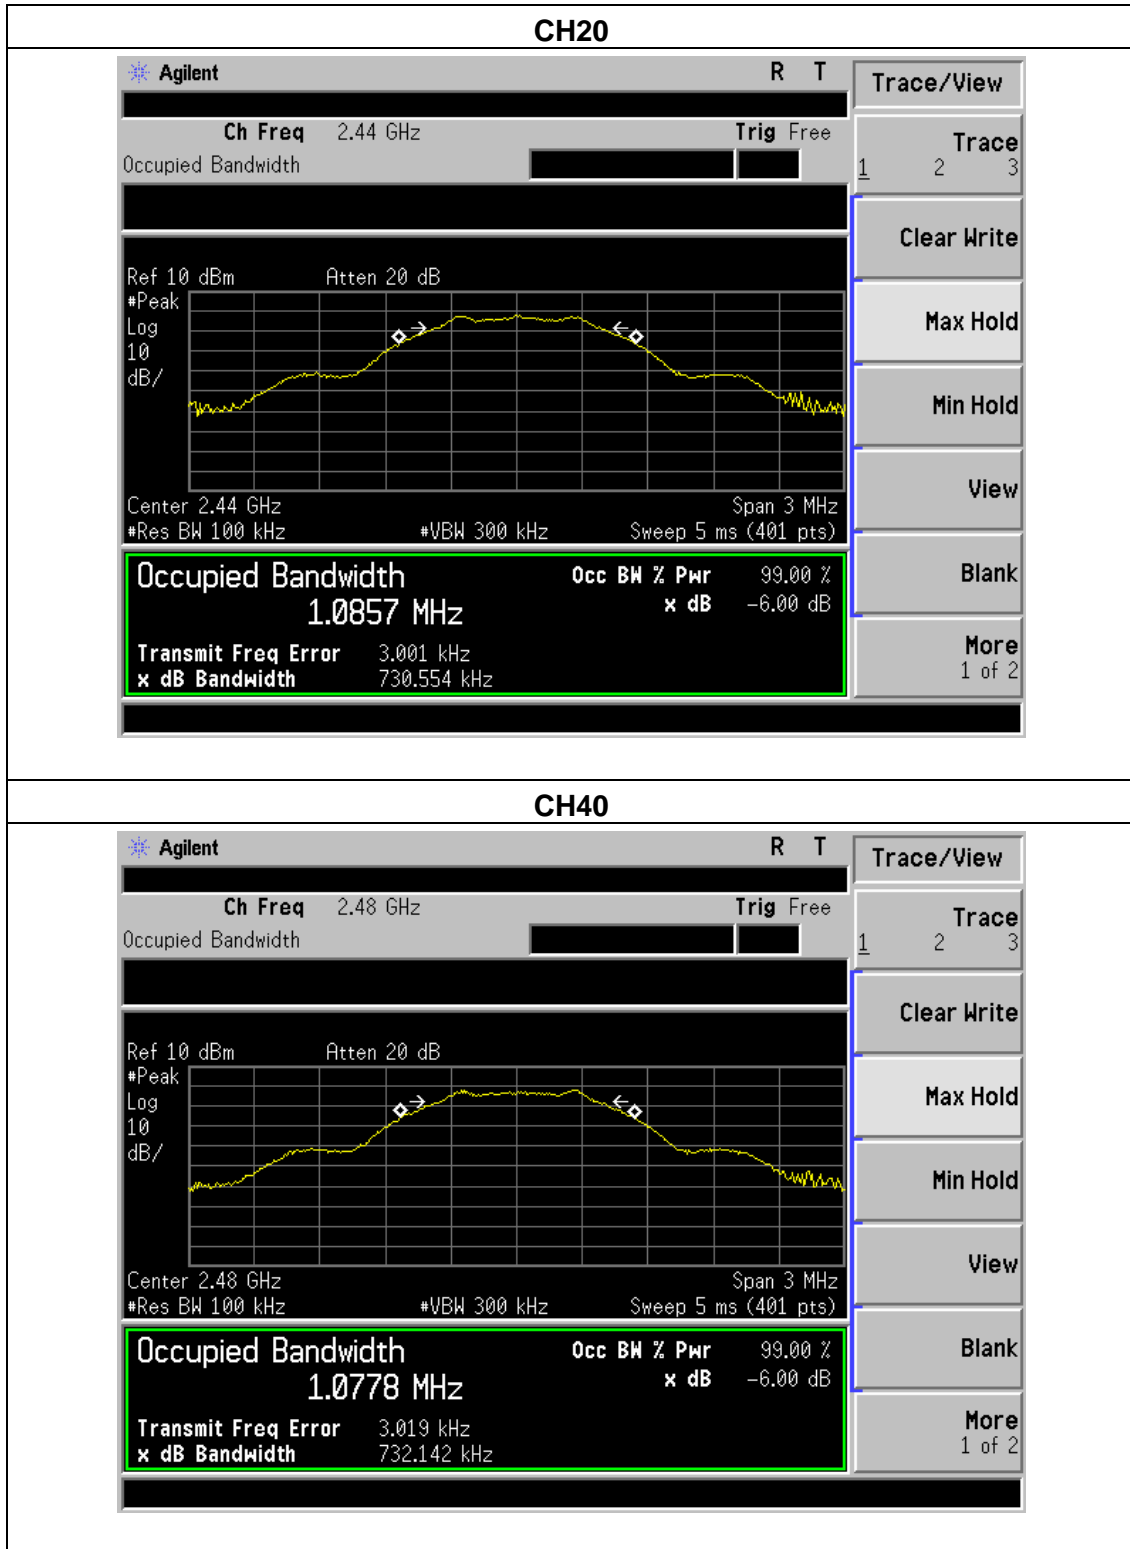 CH20
Agilent R T
Trace/View
Ch Freq 2.44 GHz Trig Free
Occupied Bandwidth
Trace
1 2 3
Clear Write
Max Hold
Min Hold
View
Blank
More
1 of 2
Ref 10 dBm Atten 20 dB
#Peak
Log
10
dB/
Center 2.44 GHz Span 3 MHz
#Res BW 100 kHz #VBW 300 kHz Sweep 5 ms (401 pts)
Occupied Bandwidth Occ BW % Pwr 99.00 %
1.0857 MHz x dB -6.00 dB
Transmit Freq Error 3.001 kHz
x dB Bandwidth 730.554 kHz
CH40
Agilent R T
Trace/View
Ch Freq 2.48 GHz Trig Free
Occupied Bandwidth
Trace
1 2 3
Clear Write
Max Hold
Min Hold
View
Blank
More
1 of 2
Ref 10 dBm Atten 20 dB
#Peak
Log
10
dB/
Center 2.48 GHz Span 3 MHz
#Res BW 100 kHz #VBW 300 kHz Sweep 5 ms (401 pts)
Occupied Bandwidth Occ BW % Pwr 99.00 %
1.0778 MHz x dB -6.00 dB
Transmit Freq Error 3.019 kHz
x dB Bandwidth 732.142 kHz